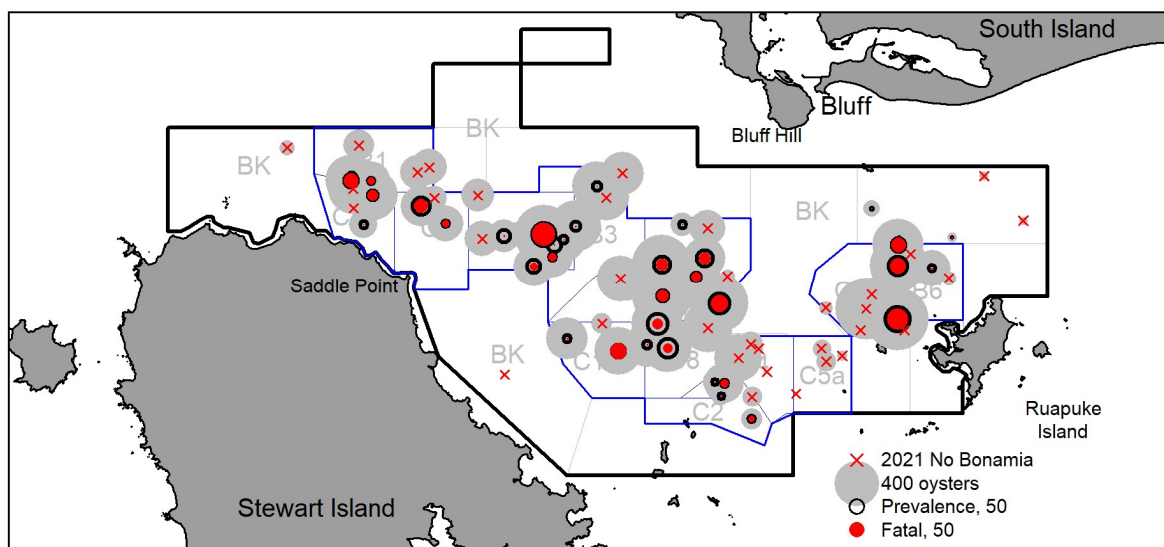 South Island
Bluff
Bluff Hill
BK
BK
BK
B6
Saddle Point
BK
C5a
C2
Ruapuke
Island
Stewart Island
2021 No Bonamia
400 oysters
Prevalence, 50
Fatal, 50